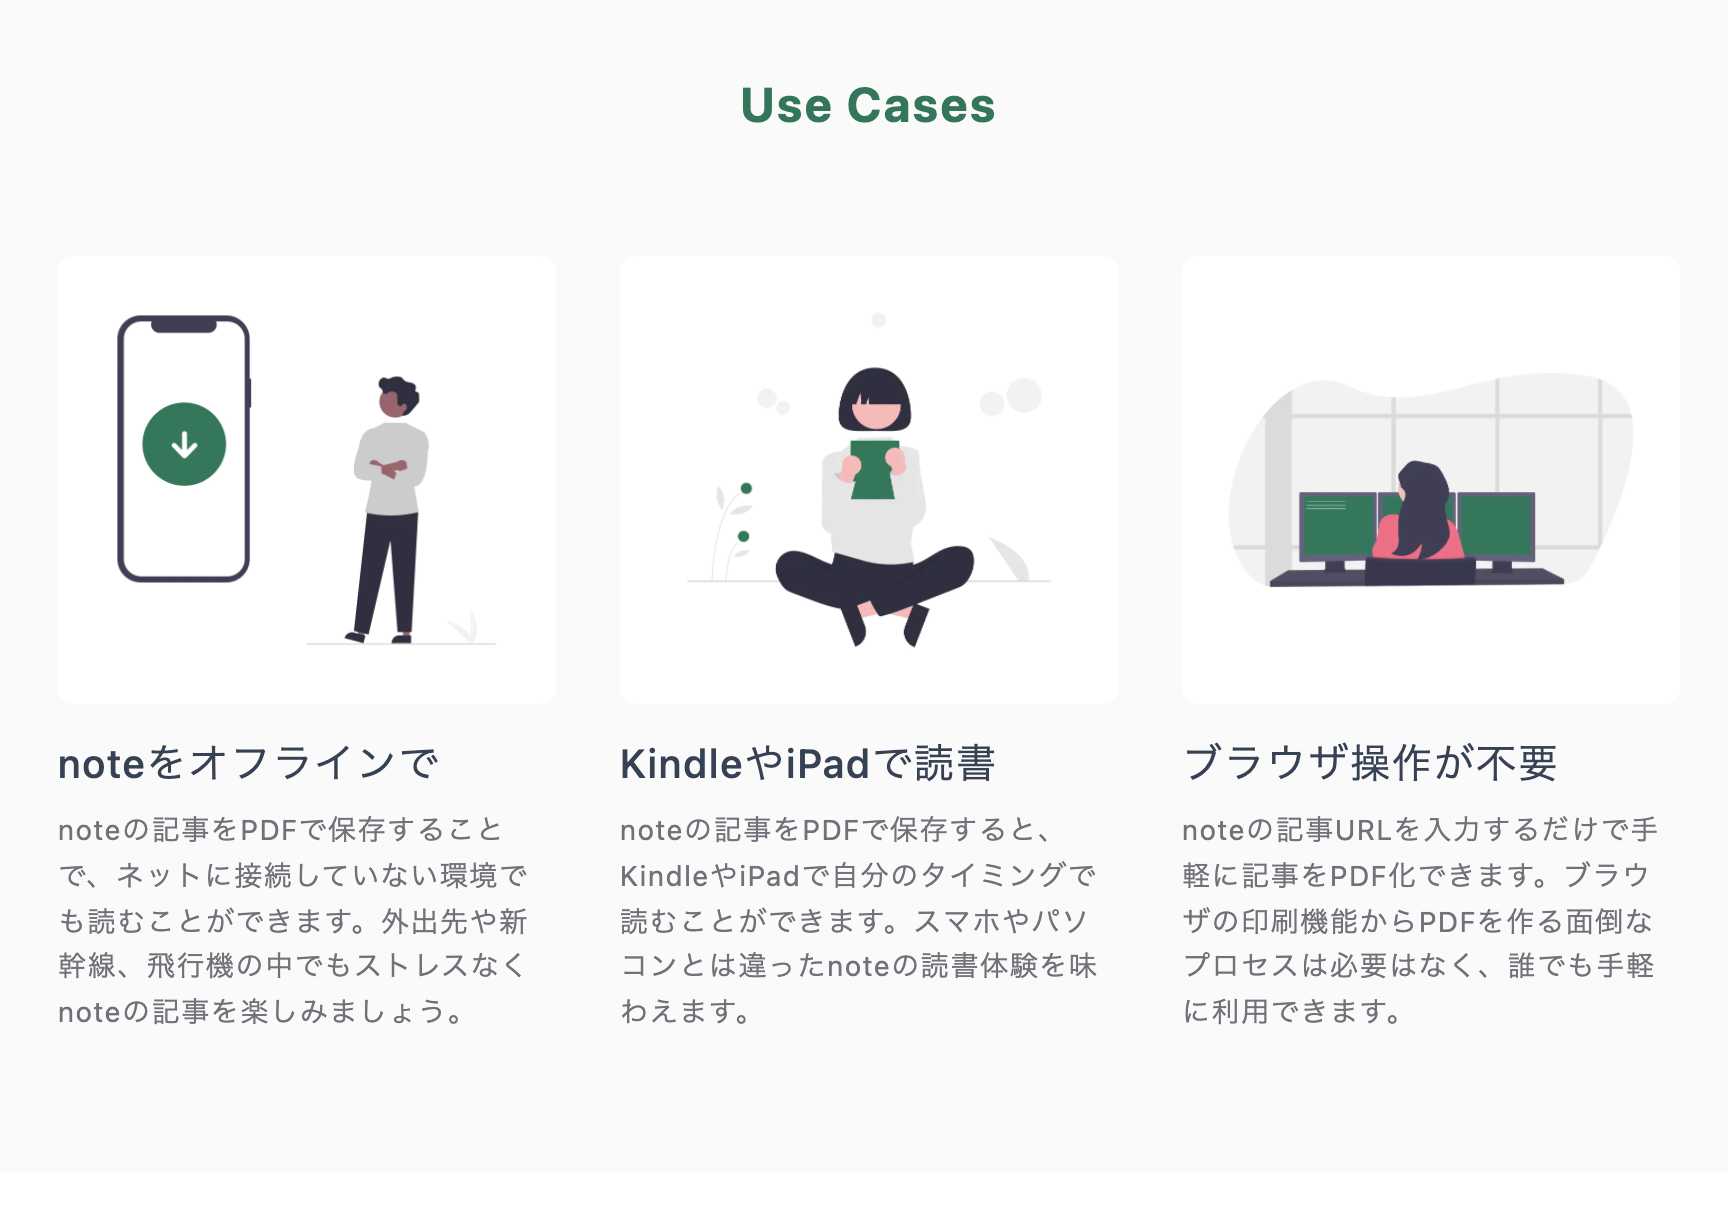 Use Cases
noteをオフラインで
noteの記事をPDFで保存すること
で、ネットに接続していない環境で
も読むことができます。外出先や新
幹線、飛行機の中でもストレスなく
noteの記事を楽しみましょう。
KindleやiPadで読書
noteの記事をPDFで保存すると、
KindleやiPadで自分のタイミングで
読むことができます。スマホやパソ
コンとは違ったnoteの読書体験を味
わえます。
ブラウザ操作が不要
noteの記事URLを入力するだけで手
軽に記事をPDF化できます。ブラウ
ザの印刷機能からPDFを作る面倒な
プロセスは必要はなく、誰でも手軽
に利用できます。